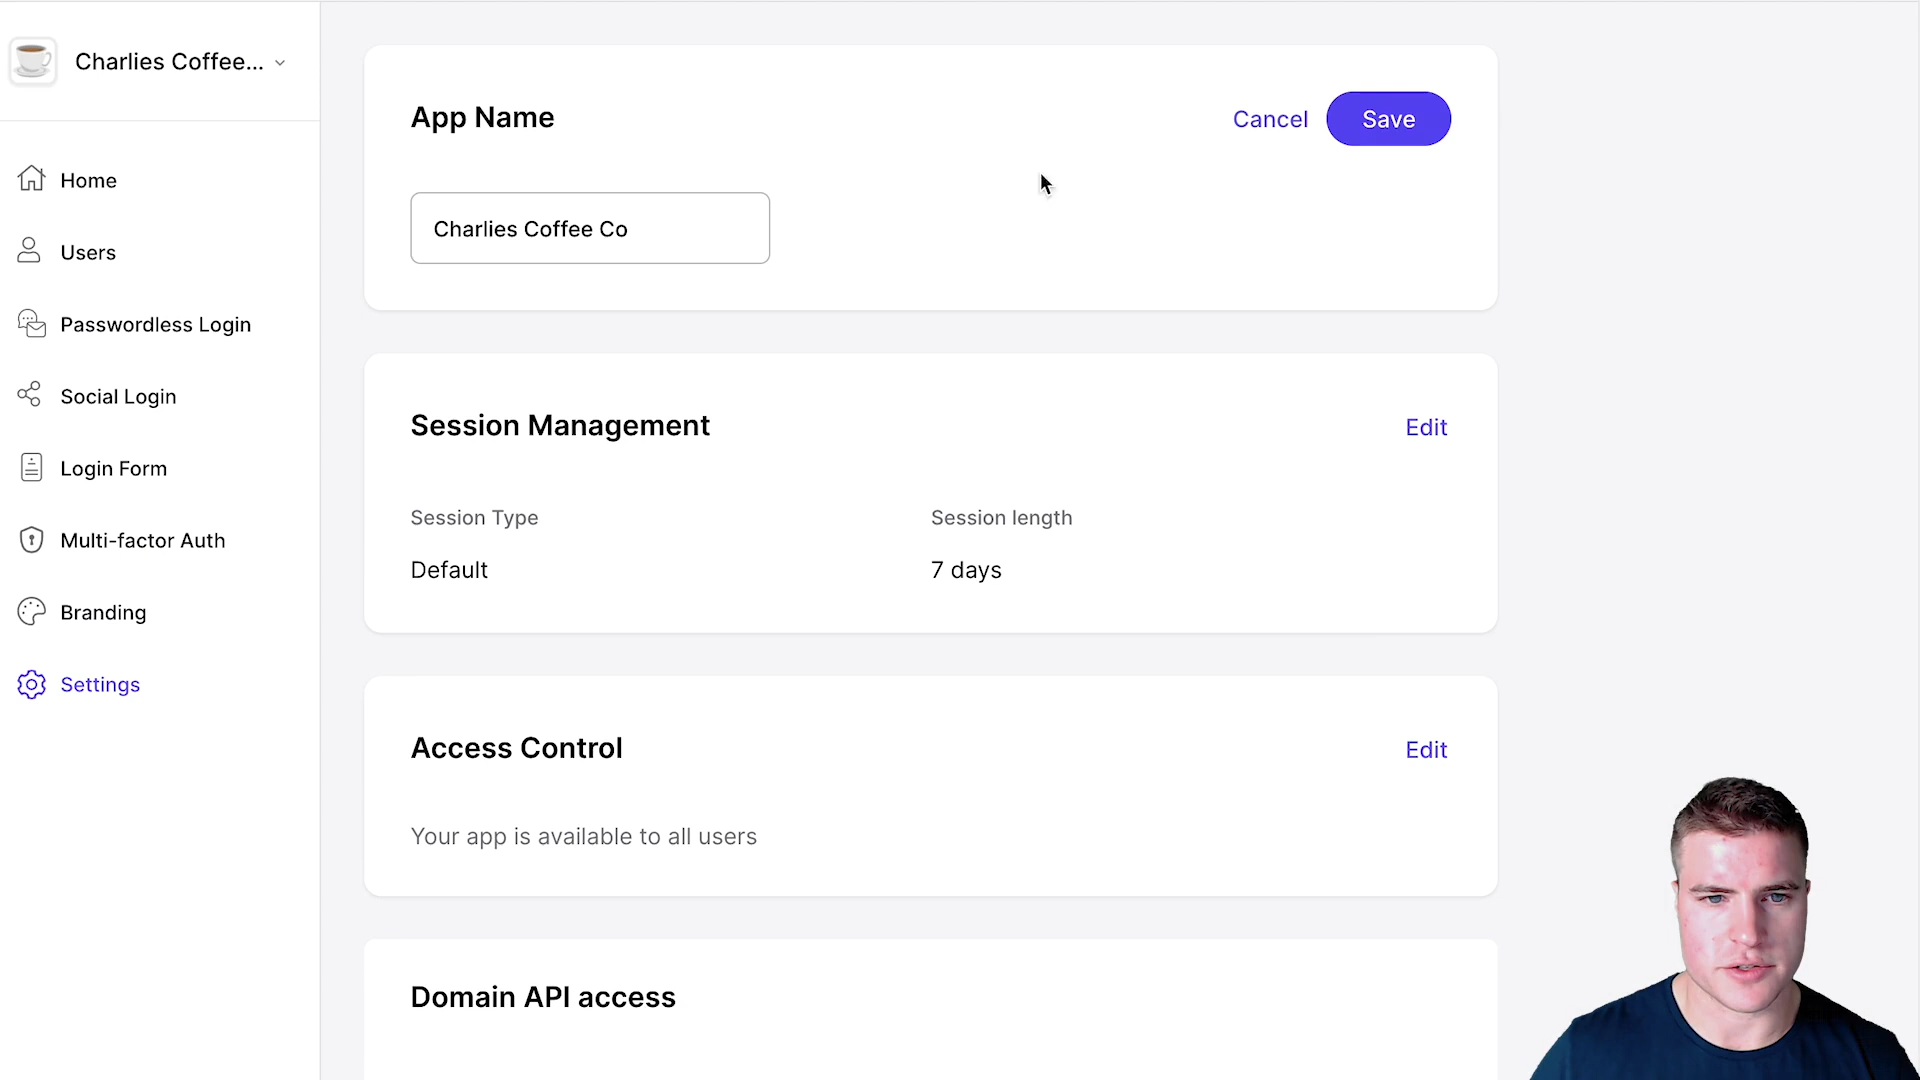 Charlies Coffee...
Home
Users
Passwordless Login
Social Login
Login Form
Multi-factor Auth
Branding
Settings
App Name
Cancel
Save
Charlies Coffee Co
Session Management
Edit
Session Type
Session length
Default
7 days
Access Control
Edit
Your app is available to all users
Domain API access